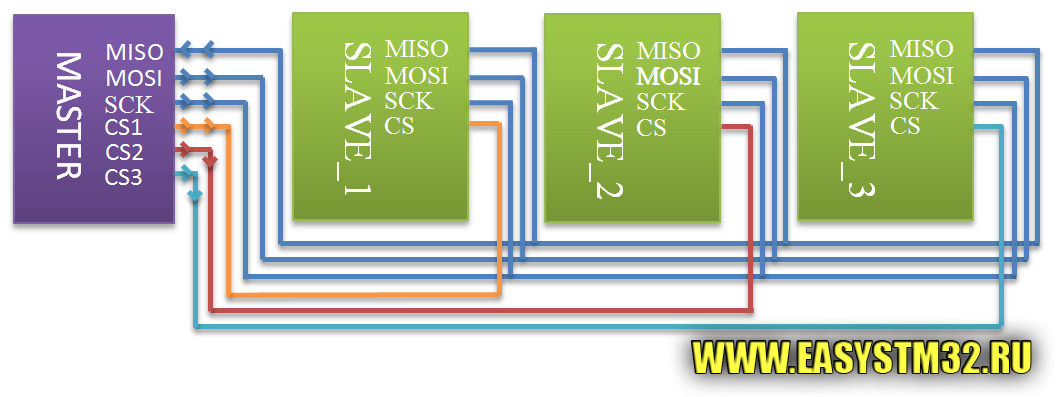 MASTER
MISO
MOSI
SCK
CS1
CS2
CS3
SLAVE_1
MISO
MOSI
SCK
CS
SLAVE_2
MISO
MOSI
SCK
CS
SLAVE_3
MISO
MOSI
SCK
CS
WWW.EASYSTM32.RU